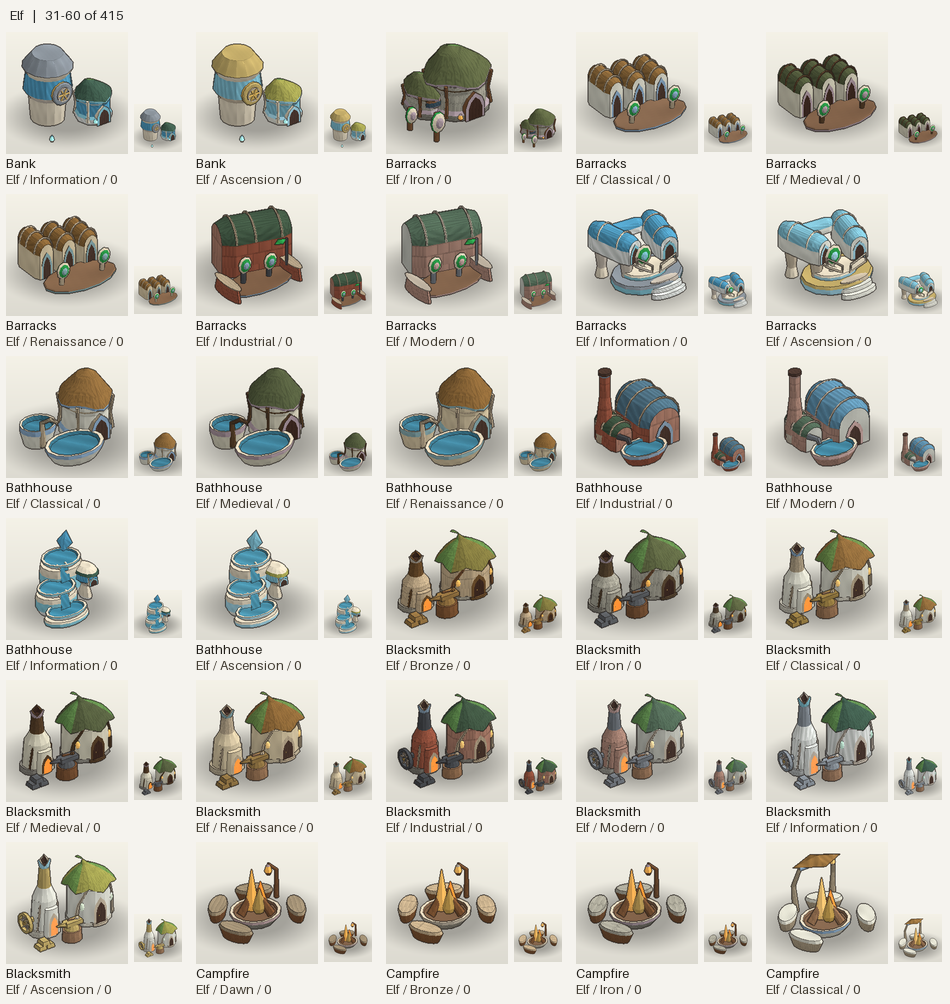 Elf | 31-60 of 415
Bank
Elf / Information / 0
Bank
Elf / Ascension / 0
Barracks
Elf / Iron / 0
Barracks
Elf / Classical / 0
Barracks
Elf / Medieval / 0
Barracks
Elf / Renaissance / 0
Barracks
Elf / Industrial / 0
Barracks
Elf / Modern / 0
Barracks
Elf / Information / 0
Barracks
Elf / Ascension / 0
Bathhouse
Elf / Classical / 0
Bathhouse
Elf / Medieval / 0
Bathhouse
Elf / Renaissance / 0
Bathhouse
Elf / Industrial / 0
Bathhouse
Elf / Modern / 0
Bathhouse
Elf / Information / 0
Bathhouse
Elf / Ascension / 0
Blacksmith
Elf / Bronze / 0
Blacksmith
Elf / Iron / 0
Blacksmith
Elf / Classical / 0
Blacksmith
Elf / Medieval / 0
Blacksmith
Elf / Renaissance / 0
Blacksmith
Elf / Industrial / 0
Blacksmith
Elf / Modern / 0
Blacksmith
Elf / Information / 0
Blacksmith
Elf / Ascension / 0
Campfire
Elf / Dawn / 0
Campfire
Elf / Bronze / 0
Campfire
Elf / Iron / 0
Campfire
Elf / Classical / 0